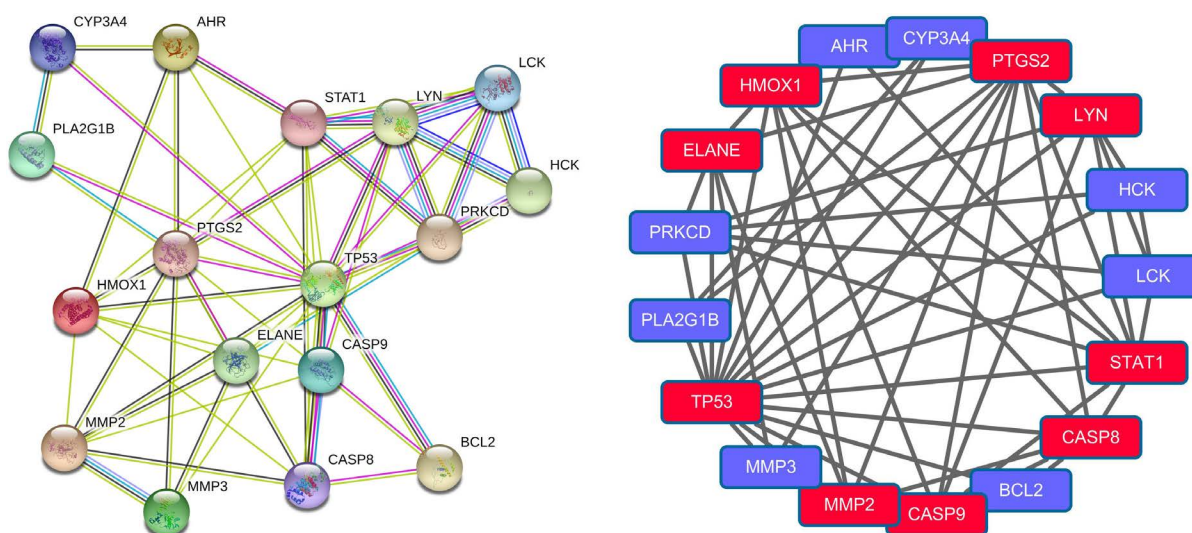 CYP3A4
AHR
LCK
STAT1
LYN
PLA2G1B
HCK
PRKCD
PTGS2
TP53
HMOX1
ELANE
CASP9
MMP2
BCL2
CASP8
MMP3
CYP3A4
AHR
PTGS2
HMOX1
LYN
ELANE
HCK
PRKCD
LCK
PLA2G1B
STAT1
TP53
CASP8
MMP3
BCL2
MMP2
CASP9